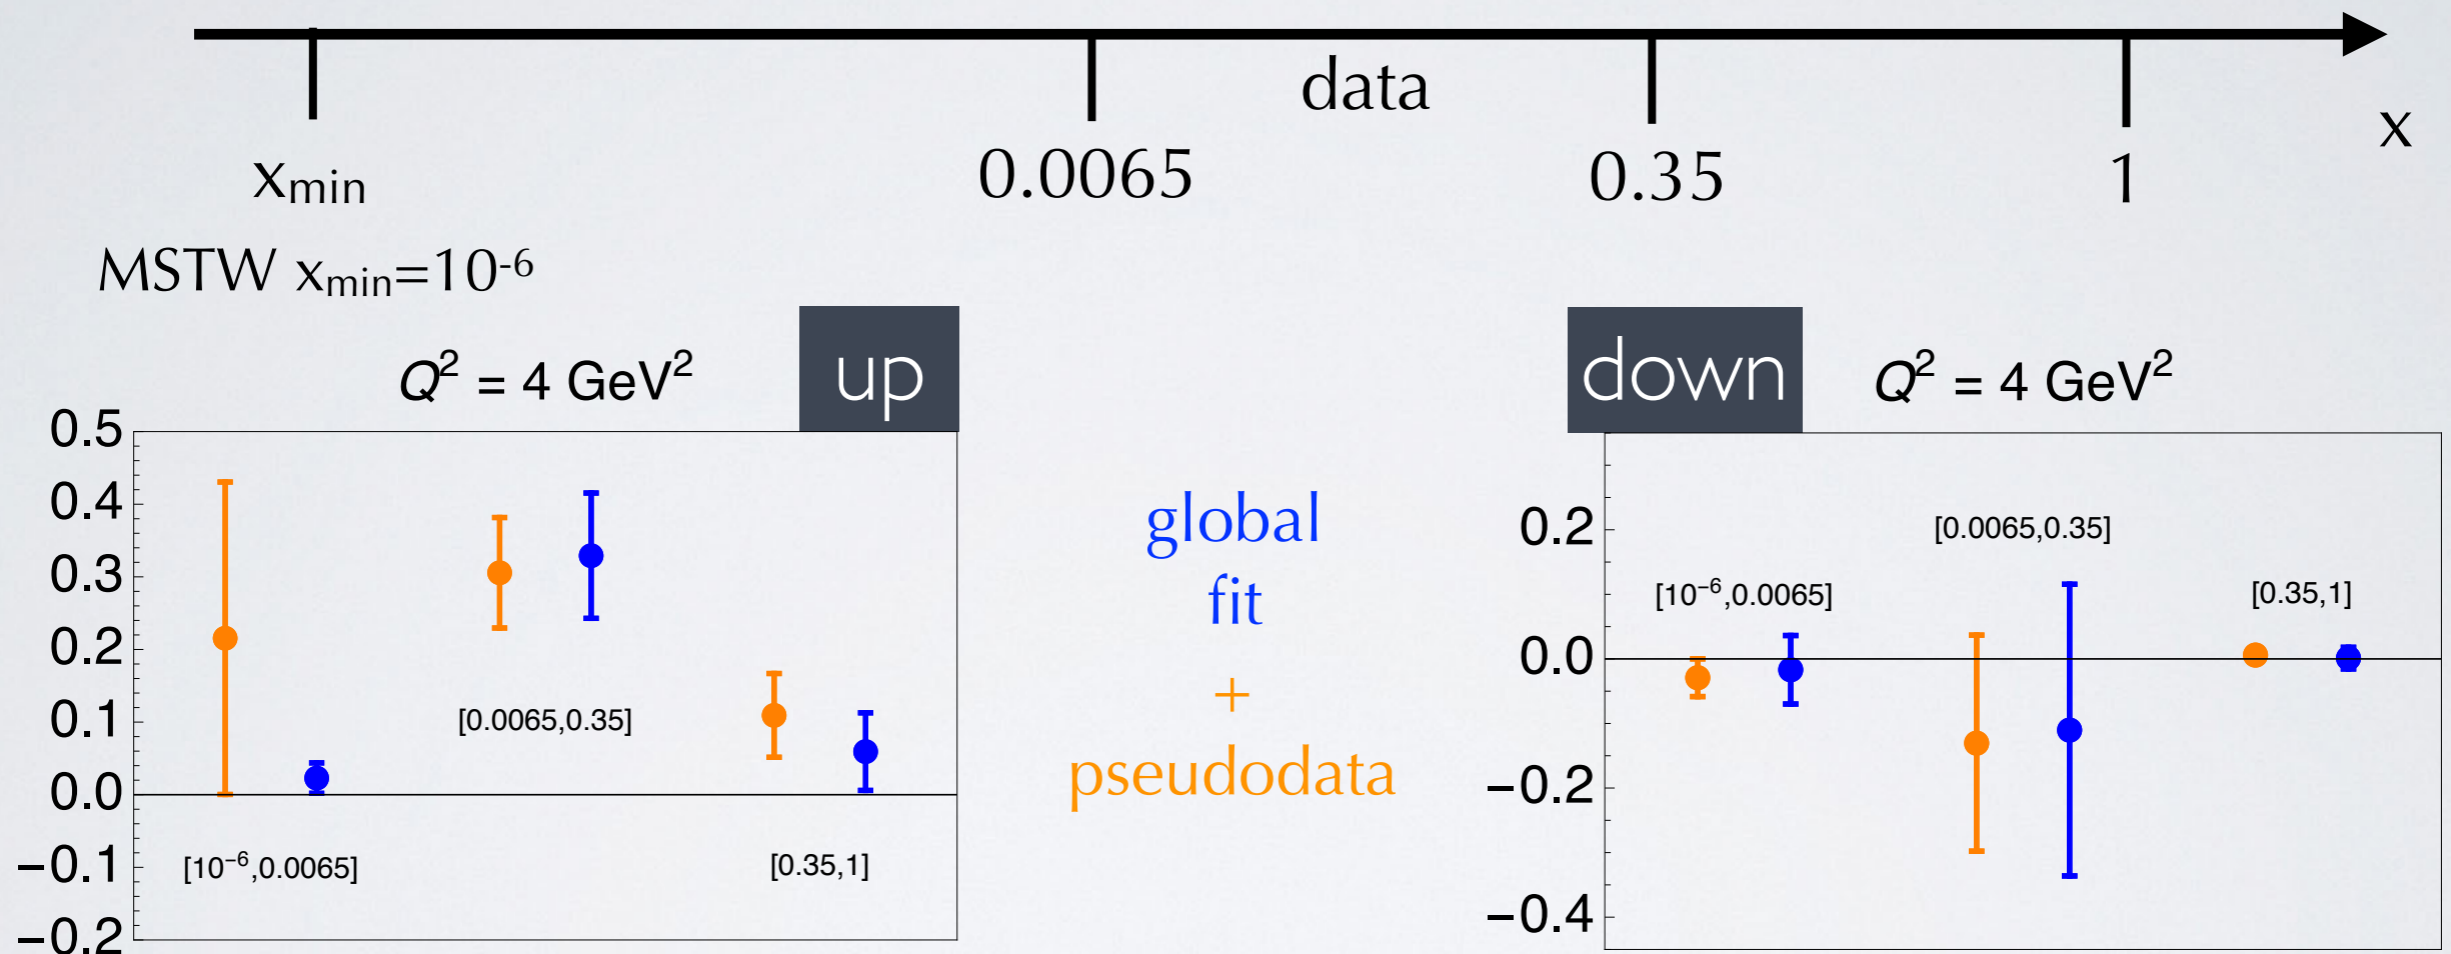 data
x
x_min 0.0065 0.35 1
MSTW x_min=10⁻⁶
Q² = 4 GeV² up
0.5
0.4
0.3
0.2
0.1
0.0
−0.1
−0.2
[0.0065,0.35]
[10⁻⁶,0.0065]
[0.35,1]
global
fit
+
pseudodata
down Q² = 4 GeV²
0.2
0.0
−0.2
−0.4
[0.0065,0.35]
[10⁻⁶,0.0065]
[0.35,1]